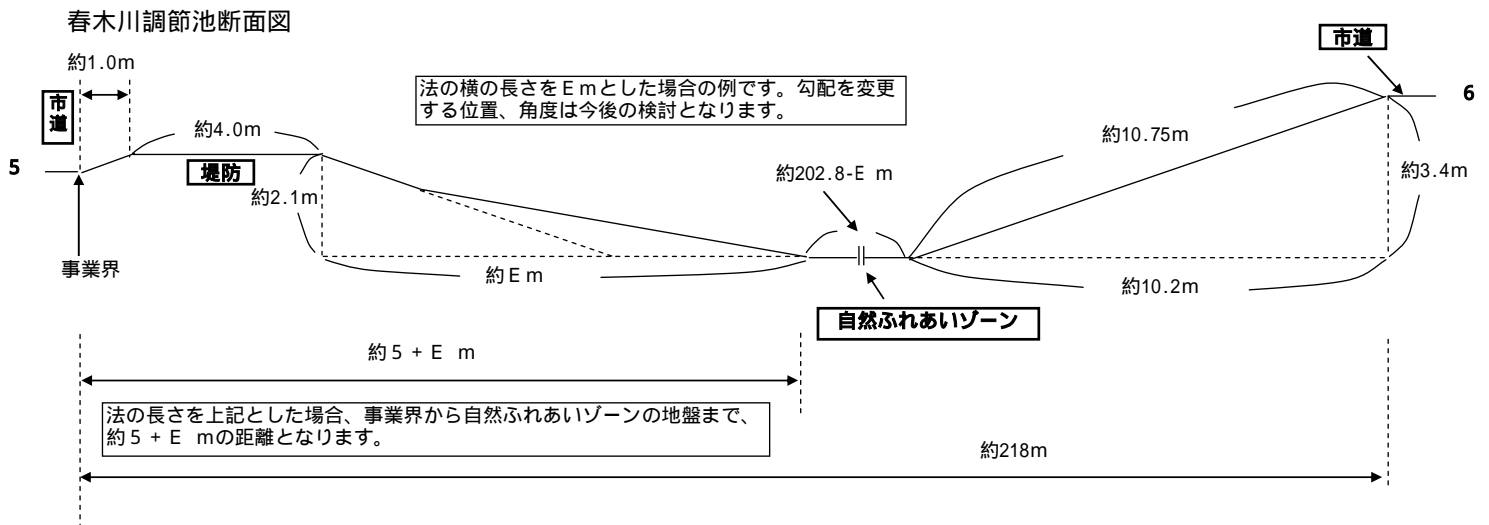 春木川調節池断面図
市道
約1.0m
法の横の長さをＥｍとした場合の例です。勾配を変更
する位置、角度は今後の検討となります。
市道
6
約4.0m
約10.75m
5
堤防
約2.1m
約202.8-E m
約3.4m
事業界
約Ｅｍ
約10.2m
自然ふれあいゾーン
約５＋Ｅ m
法の長さを上記とした場合、事業界から自然ふれあいゾーンの地盤まで、
約５＋Ｅ mの距離となります。
約218m